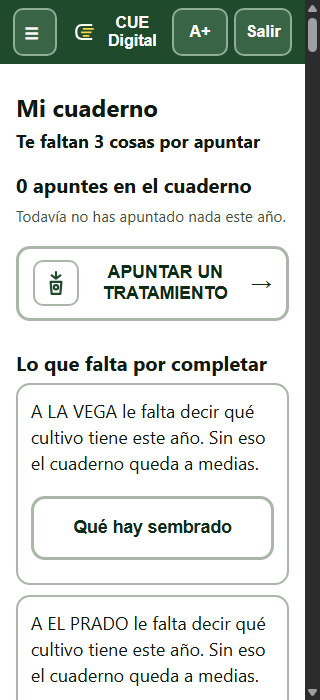 CUE
Digital
A+
Salir
Mi cuaderno
Te faltan 3 cosas por apuntar
0 apuntes en el cuaderno
Todavía no has apuntado nada este año.
APUNTAR UN
TRATAMIENTO
→
Lo que falta por completar
A LA VEGA le falta decir qué
cultivo tiene este año. Sin eso
el cuaderno queda a medias.
Qué hay sembrado
A EL PRADO le falta decir qué
cultivo tiene este año. Sin eso
el cuaderno queda a medias.